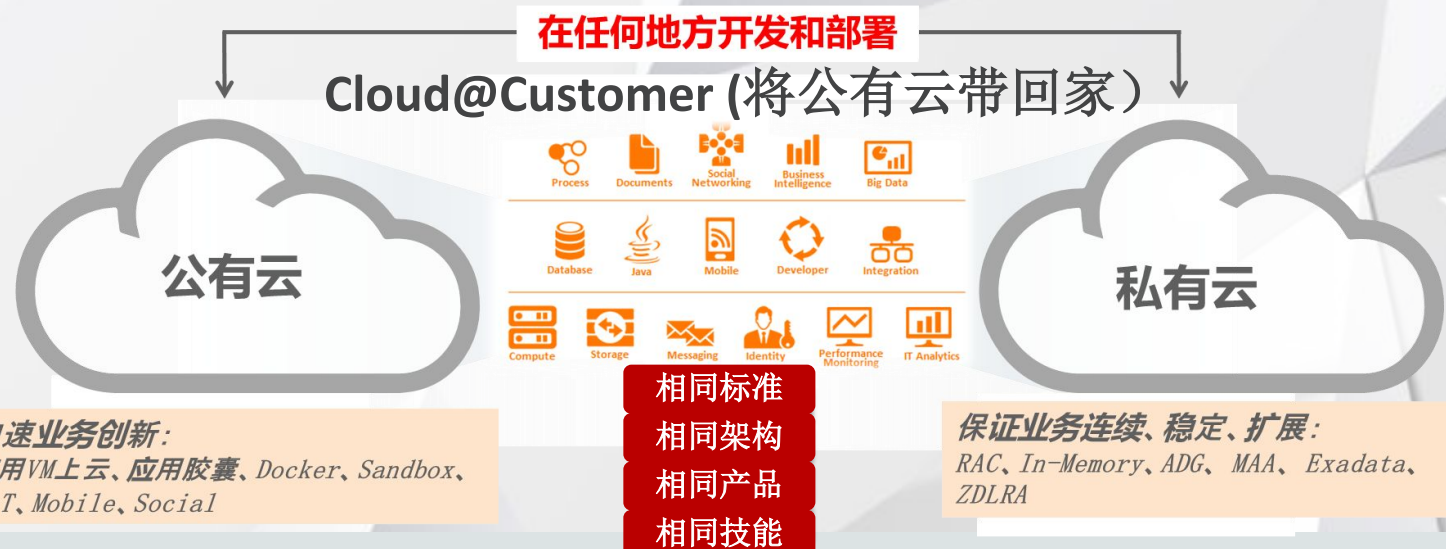 在任何地方开发和部署
Cloud@Customer (将公有云带回家）
Process
Documents
Social
Networking
Business
Intelligence
Big Data
公有云
Database
Java
Mobile
Developer
Integration
私有云
Compute
Storage
Messaging
Identity
Performance
Monitoring
IT Analytics
相同标准
相同架构
相同产品
相同技能
速业务创新：
用VM上云、应用胶囊、Docker、Sandbox、
T、Mobile、Social
保证业务连续、稳定、扩展：
RAC、In-Memory、ADG、MAA、Exadata、
ZDLRA